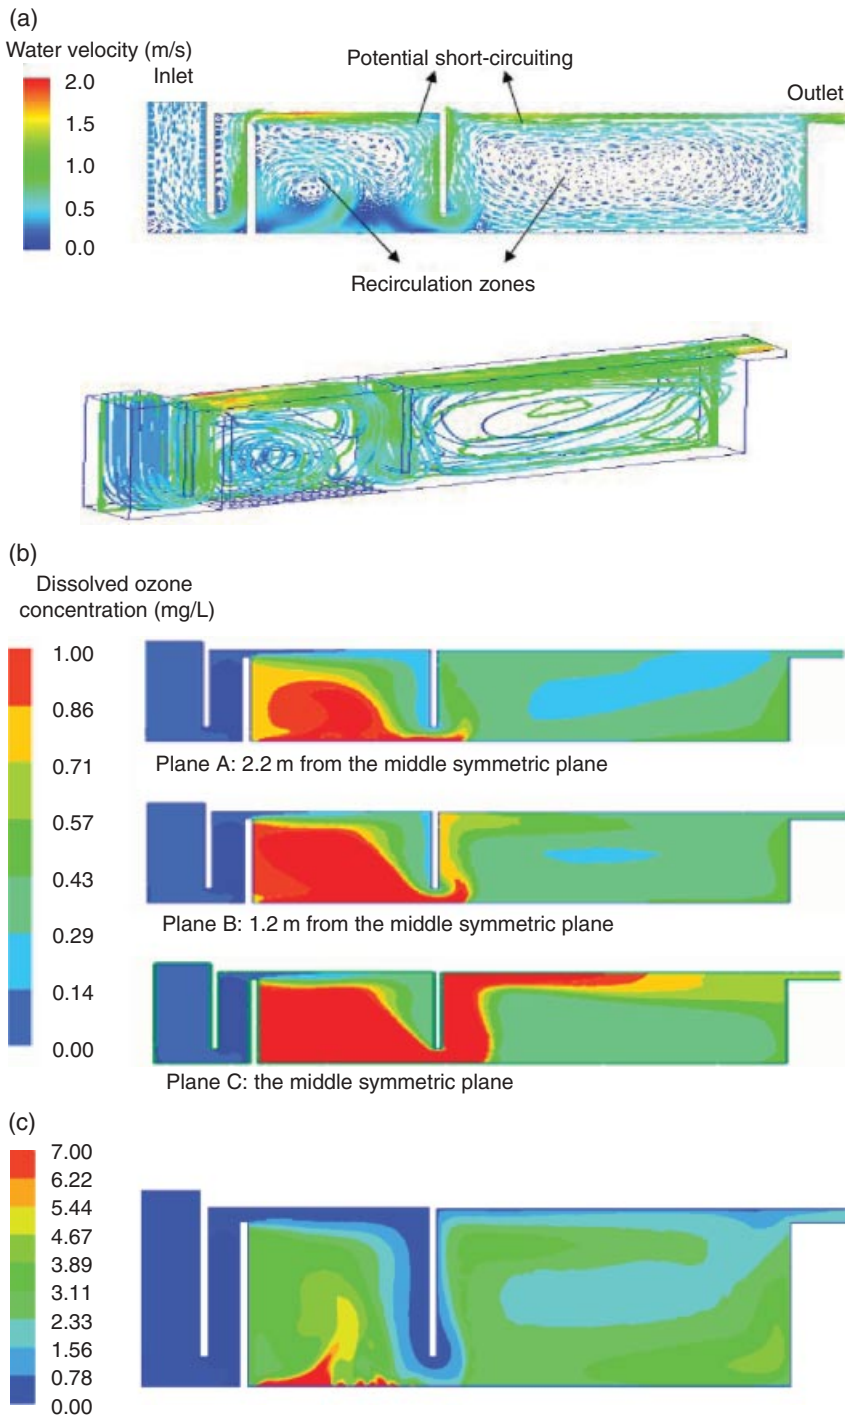 (a)
Water velocity (m/s)
Inlet
Potential short-circuiting
Outlet
2.0
1.5
1.0
0.5
0.0
Recirculation zones
(b)
Dissolved ozone
concentration (mg/L)
1.00
0.86
0.71
0.57
0.43
0.29
0.14
0.00
Plane A: 2.2 m from the middle symmetric plane
Plane B: 1.2 m from the middle symmetric plane
Plane C: the middle symmetric plane
(c)
7.00
6.22
5.44
4.67
3.89
3.11
2.33
1.56
0.78
0.00